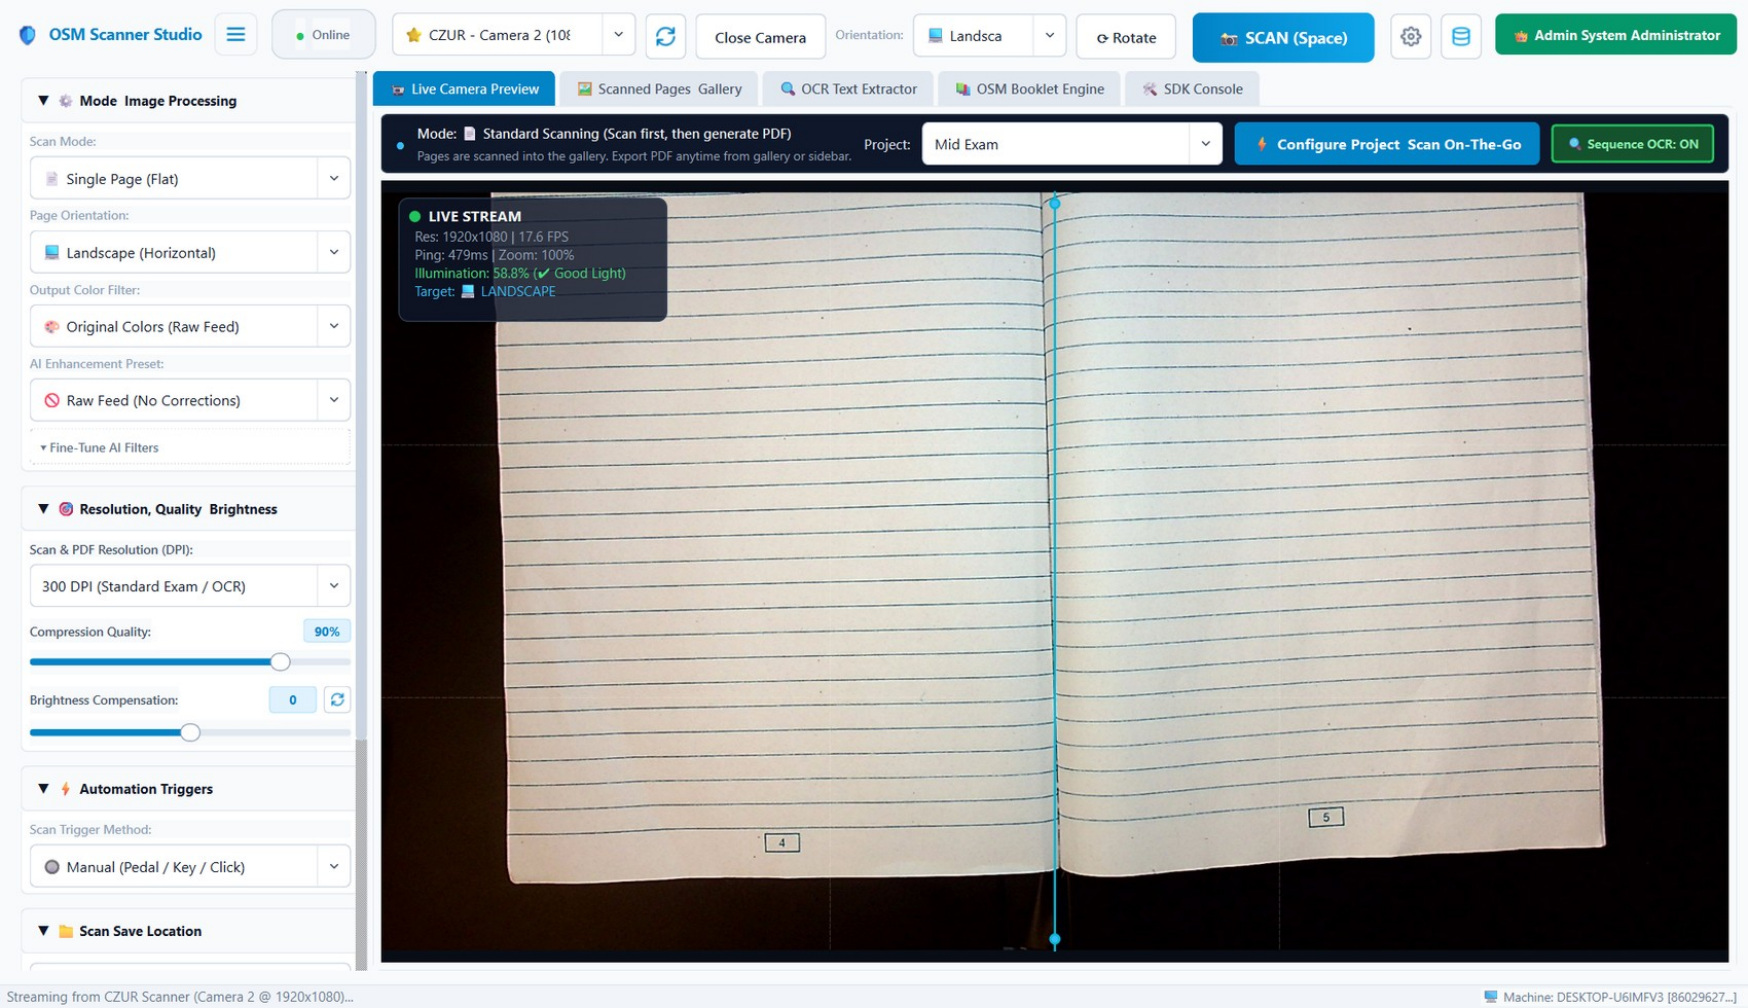 OSM Scanner Studio
Online
CZUR - Camera 2 (108
Close Camera
Orientation:
Landsca
Rotate
SCAN (Space)
Admin System Administrator
Mode Image Processing
Scan Mode:
Single Page (Flat)
Page Orientation:
Landscape (Horizontal)
Output Color Filter:
Original Colors (Raw Feed)
AI Enhancement Preset:
Raw Feed (No Corrections)
Fine-Tune AI Filters
Resolution, Quality Brightness
Scan & PDF Resolution (DPI):
300 DPI (Standard Exam / OCR)
Compression Quality:
90%
Brightness Compensation:
0
Automation Triggers
Scan Trigger Method:
Manual (Pedal / Key / Click)
Scan Save Location
Live Camera Preview
Scanned Pages Gallery
OCR Text Extractor
OSM Booklet Engine
SDK Console
Mode: Standard Scanning (Scan first, then generate PDF)
Pages are scanned into the gallery. Export PDF anytime from gallery or sidebar.
Project:
Mid Exam
Configure Project Scan On-The-Go
Sequence OCR: ON
LIVE STREAM
Res: 1920x1080 | 17.6 FPS
Ping: 479ms | Zoom: 100%
Illumination: 58.8% (✔ Good Light)
Target: LANDSCAPE
4
5
Streaming from CZUR Scanner (Camera 2 @ 1920x1080)...
Machine: DESKTOP-U6IMFV3 [86029627...]